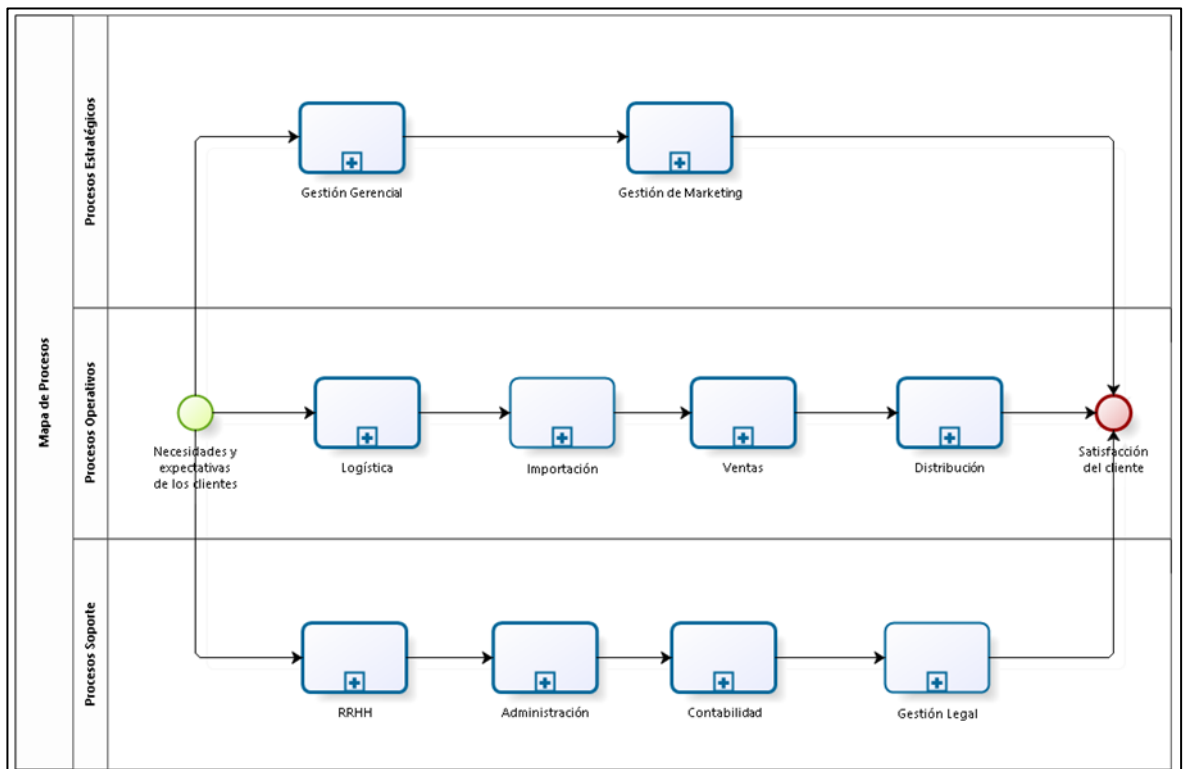 Mapa de Procesos
Procesos Estratégicos
Gestión Gerencial
Gestión de Marketing
Procesos Operativos
Necesidades y
expectativas
de los clientes
Logística
Importación
Ventas
Distribución
Satisfacción
del cliente
Procesos Soporte
RRHH
Administración
Contabilidad
Gestión Legal